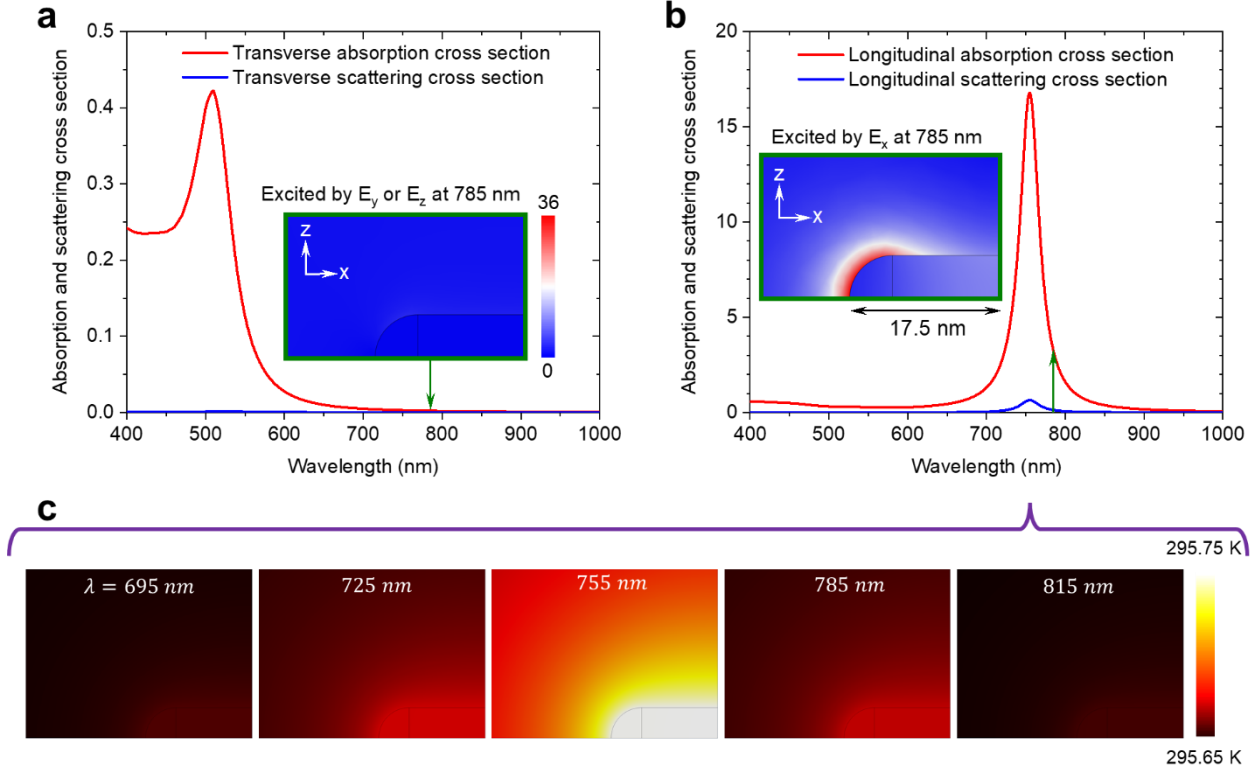 a
Absorption and scattering cross section
0.5
0.4
0.3
0.2
0.1
0.0
Transverse absorption cross section
Transverse scattering cross section
Excited by Ey or Ez at 785 nm
z
x
36
0
400 500 600 700 800 900 1000
Wavelength (nm)
b
Absorption and scattering cross section
20
15
10
5
0
Longitudinal absorption cross section
Longitudinal scattering cross section
Excited by Ex at 785 nm
z
x
17.5 nm
400 500 600 700 800 900 1000
Wavelength (nm)
c
295.75 K
λ = 695 nm
725 nm
755 nm
785 nm
815 nm
295.65 K